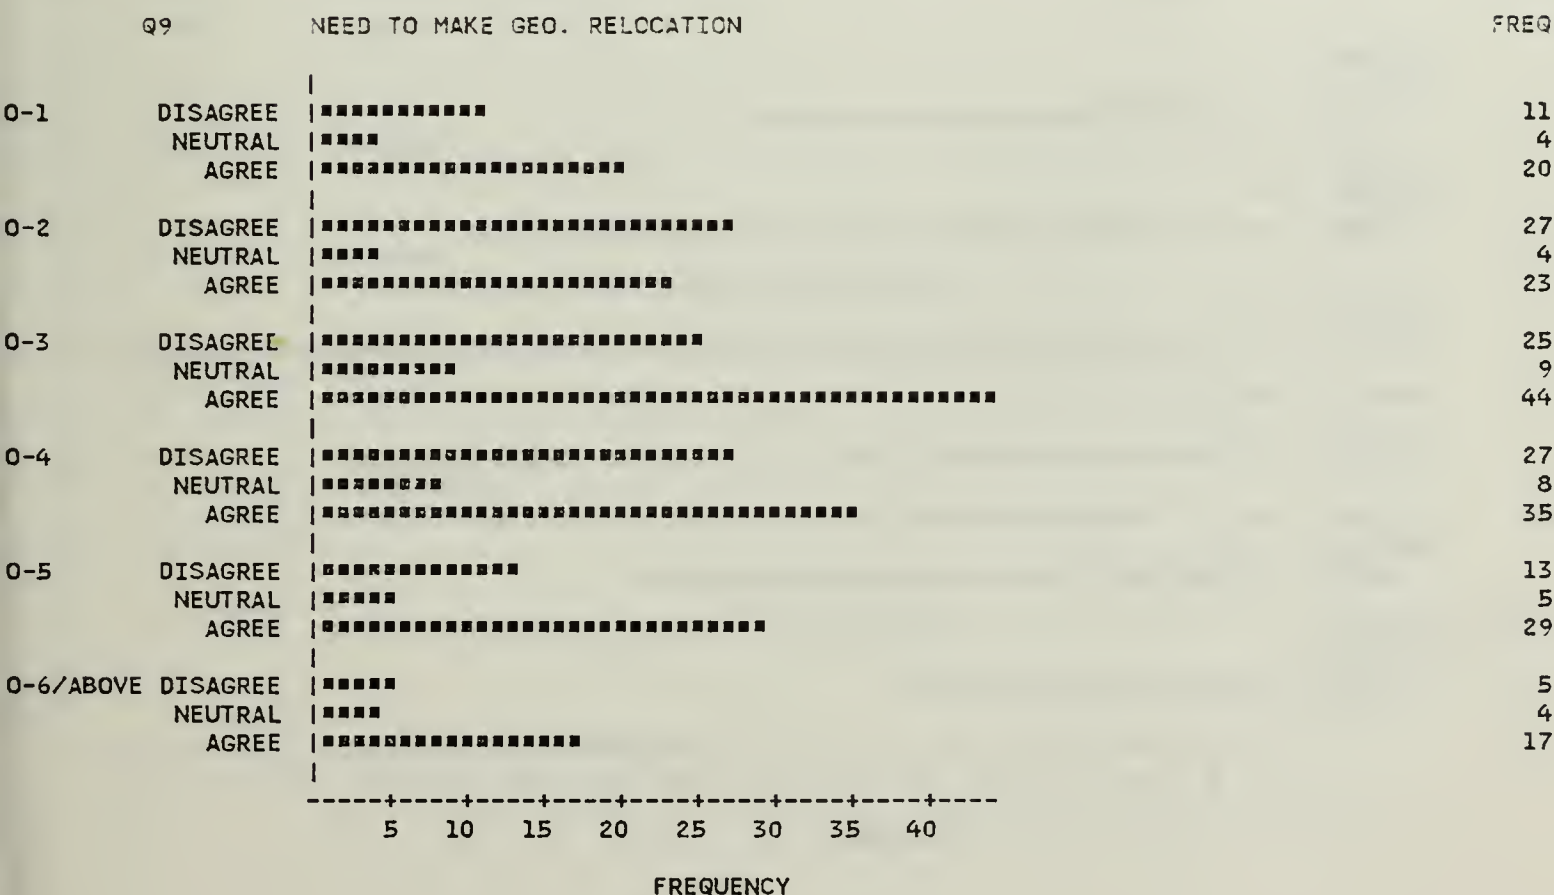 Q9 NEED TO MAKE GEO. RELOCATION FREQ
O-1 DISAGREE 11
NEUTRAL 4
AGREE 20
O-2 DISAGREE 27
NEUTRAL 4
AGREE 23
O-3 DISAGREE 25
NEUTRAL 9
AGREE 44
O-4 DISAGREE 27
NEUTRAL 8
AGREE 35
O-5 DISAGREE 13
NEUTRAL 5
AGREE 29
O-6/ABOVE DISAGREE 5
NEUTRAL 4
AGREE 17
5 10 15 20 25 30 35 40
FREQUENCY